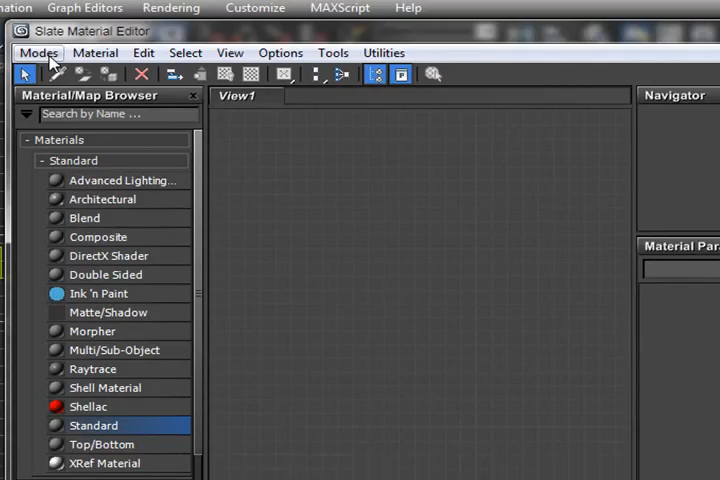 nation Graph Editors Rendering Customize MAXScript Help
Slate Material Editor
Modes Material Edit Select View Options Tools Utilities
Material/Map Browser
View1
Navigator
Search by Name ...
- Materials
- Standard
Advanced Lighting...
Architectural
Blend
Composite
DirectX Shader
Double Sided
Ink 'n Paint
Matte/Shadow
Morpher
Multi/Sub-Object
Raytrace
Shell Material
Shellac
Standard
Top/Bottom
XRef Material
Material Para